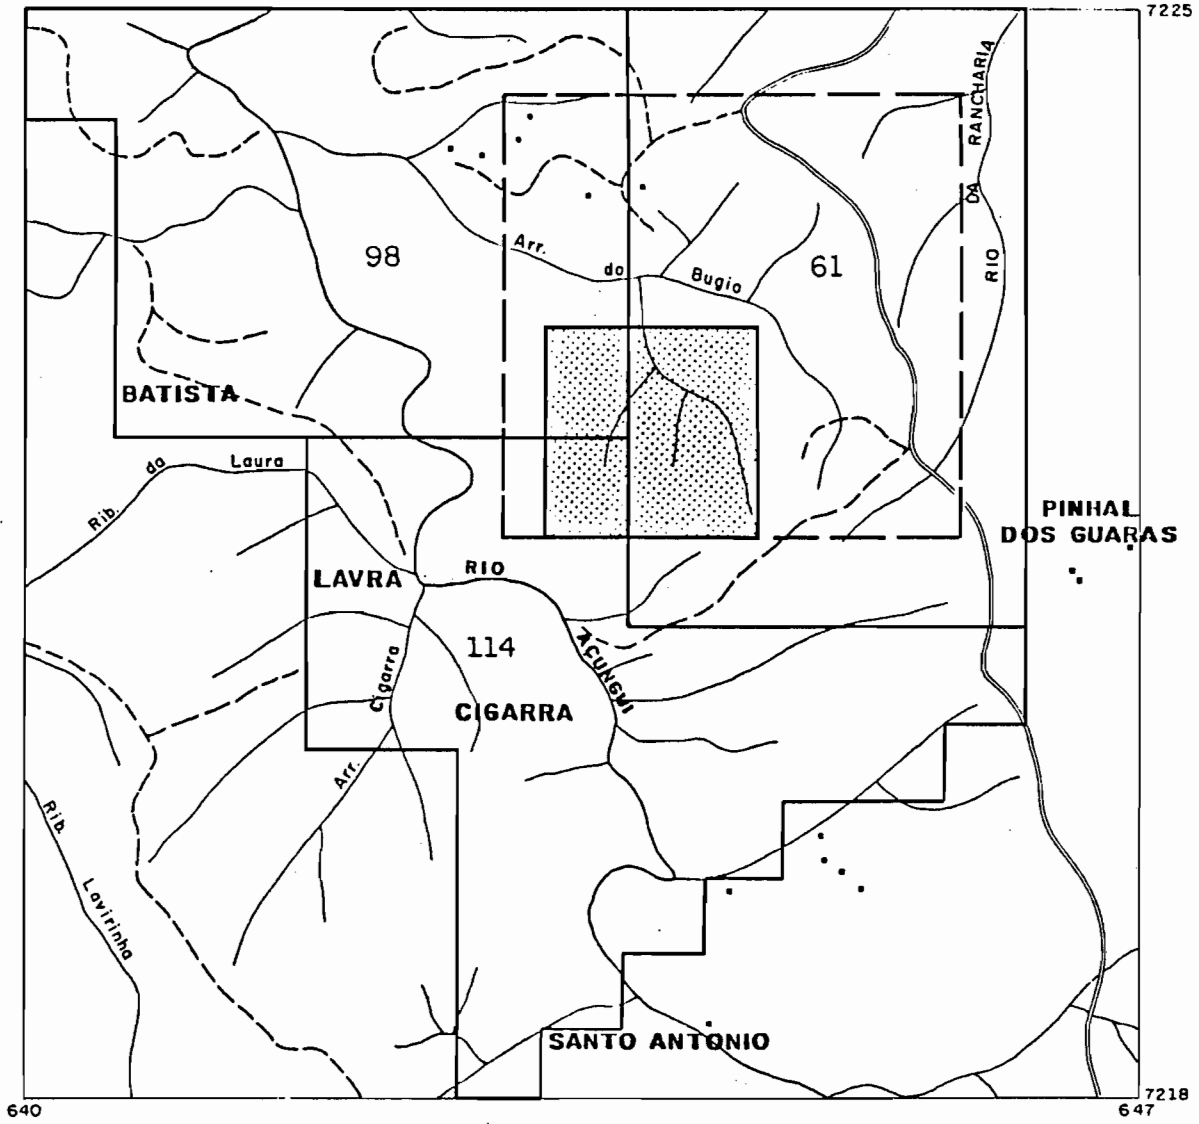 7225
RIO DA RANCHARIA
98
Arr. do Bugio
61
BATISTA
Rib. da Laura
PINHAL
DOS GUARAS
LAVRA
RIO AÇUNGUI
114
Arr. Cigarra
CIGARRA
Rib. Lavirinha
SANTO ANTONIO
7218
640
647